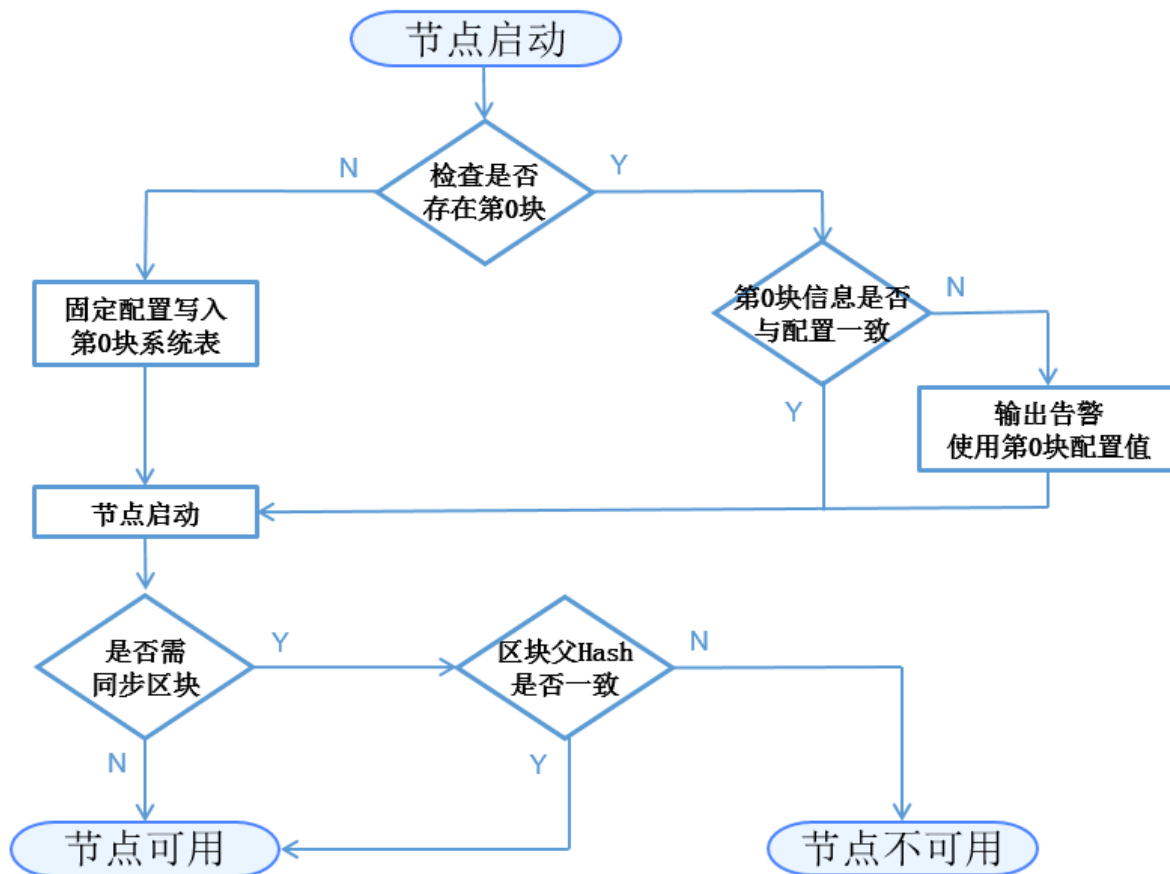 节点启动
N
Y
检查是否
存在第0块
固定配置写入
第0块系统表
第0块信息是否
与配置一致
N
Y
输出告警
使用第0块配置值
节点启动
是否需
同步区块
Y
区块父Hash
是否一致
N
N
Y
节点可用
节点不可用